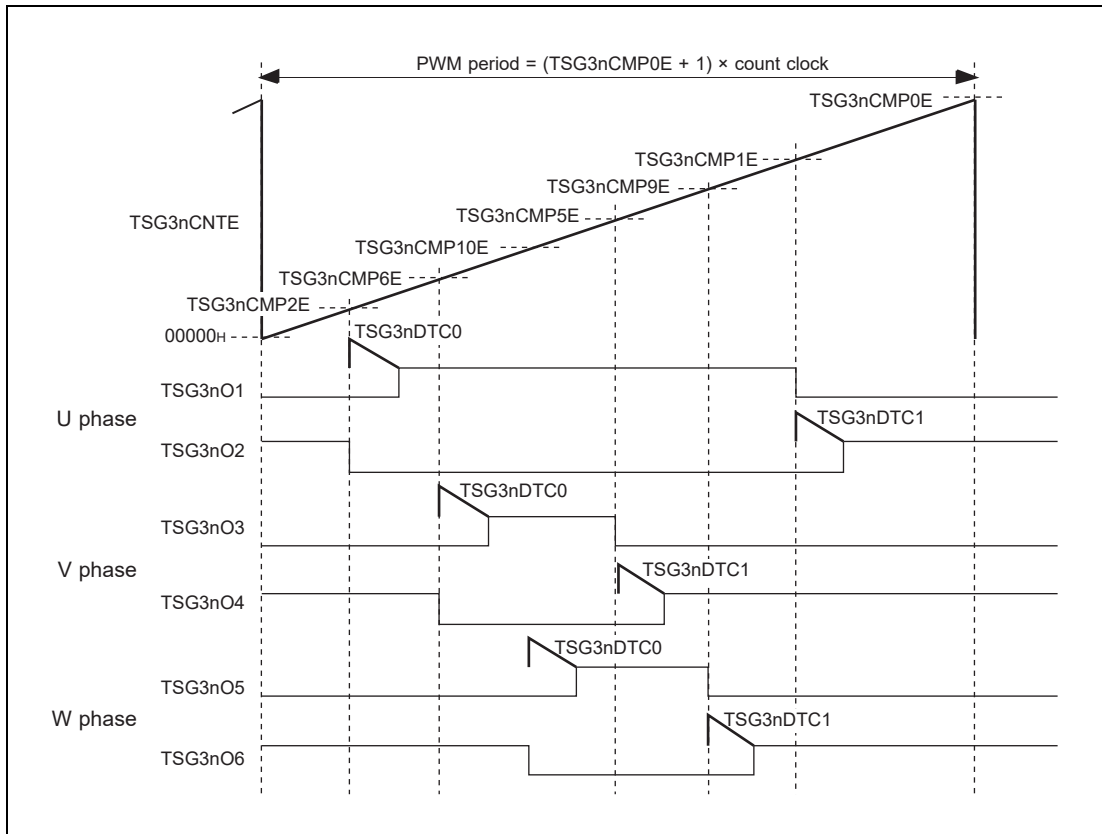 PWM period = (TSG3nCMP0E + 1) × count clock
TSG3nCMP0E
TSG3nCMP1E
TSG3nCMP9E
TSG3nCMP5E
TSG3nCNTE
TSG3nCMP10E
TSG3nCMP6E
TSG3nCMP2E
00000H
TSG3nDTC0
TSG3nO1
U phase
TSG3nDTC1
TSG3nO2
TSG3nDTC0
TSG3nO3
V phase
TSG3nDTC1
TSG3nO4
TSG3nDTC0
TSG3nO5
W phase
TSG3nDTC1
TSG3nO6